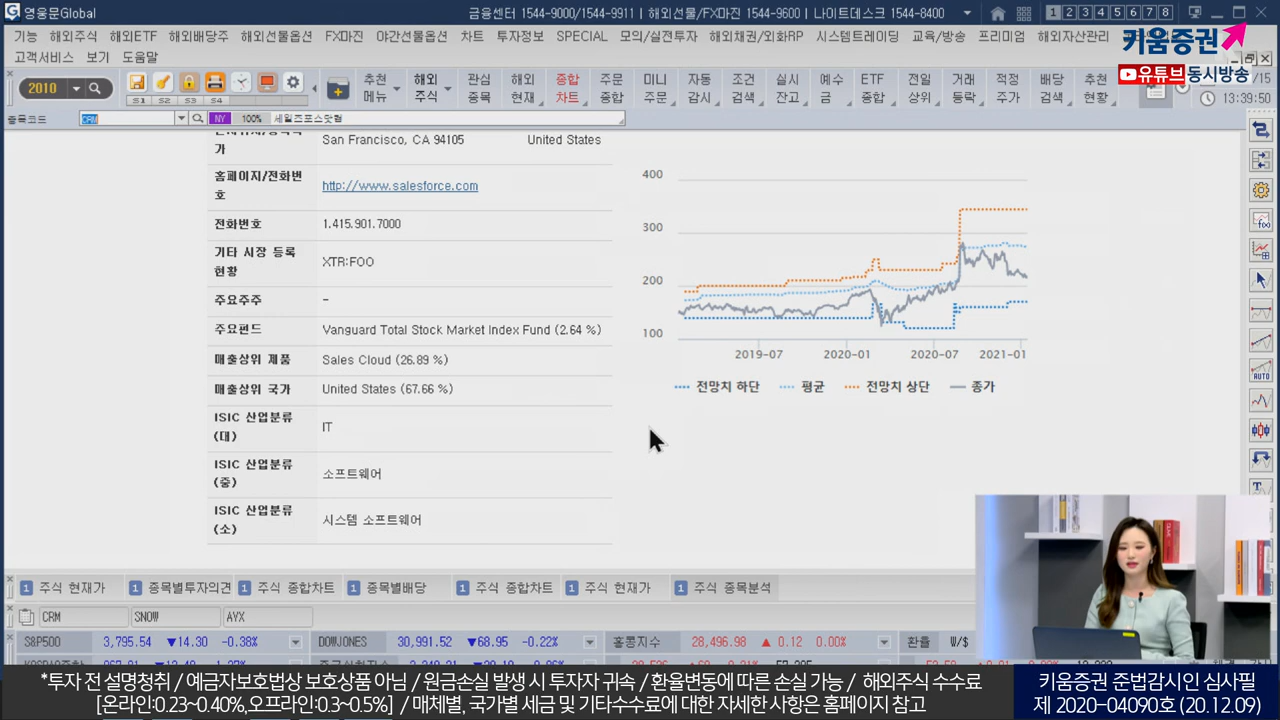 영웅문Global
금융센터 1544-9000/1544-9911 | 해외선물/FX마진 1544-9600 | 나이트데스크 1544-8400
1 2 3 4 5 6 7 8
기능 해외주식 해외ETF 해외배당주 해외선물옵션 FX마진 야간선물옵션 차트 투자정보 SPECIAL 모의/실전투자 해외채권/외화RP 시스템트레이딩 교육/방송 프리미엄 해외자산관리
키움증권
고객서비스 보기 도움말
유튜브동시방송
2010
S1 S2 S3 S4
추천메뉴 해외주식 관심종목 해외현재 종합차트 주문종합 미니주문 자동감시 조건검색 실시잔고 예수금 ETF종합 전일상위 거래등락 적정주가 배당검색 추천현황
/15
13:39:50
종목코드 CRM NY 100% 세일즈포스닷컴
가 San Francisco, CA 94105 United States
홈페이지/전화번호 http://www.salesforce.com
전화번호 1.415.901.7000
기타 시장 등록 현황 XTR:FOO
주요주주 -
주요펀드 Vanguard Total Stock Market Index Fund (2.64 %)
매출상위 제품 Sales Cloud (26.89 %)
매출상위 국가 United States (67.66 %)
ISIC 산업분류 (대) IT
ISIC 산업분류 (중) 소프트웨어
ISIC 산업분류 (소) 시스템 소프트웨어
400
300
200
100
2019-07 2020-01 2020-07 2021-01
전망치 하단 평균 전망치 상단 종가
f(x)
AUTO
T
1 주식 현재가 1 종목별투자의견 1 주식 종합차트 1 종목별배당 1 주식 종합차트 1 주식 현재가 1 주식 종목분석
CRM SNOW AYX
S&P500 3,795.54 ▼14.30 -0.38% DOWJONES 30,991.52 ▼68.95 -0.22% 홍콩지수 28,496.98 ▲ 0.12 0.00% 환율 W/$
*투자 전 설명청취 / 예금자보호법상 보호상품 아님 / 원금손실 발생 시 투자자 귀속 / 환율변동에 따른 손실 가능 / 해외주식 수수료
[온라인:0.23~0.40%,오프라인:0.3~0.5%] / 매체별, 국가별 세금 및 기타수수료에 대한 자세한 사항은 홈페이지 참고
키움증권 준법감시인 심사필
제 2020-04090호 (20.12.09)